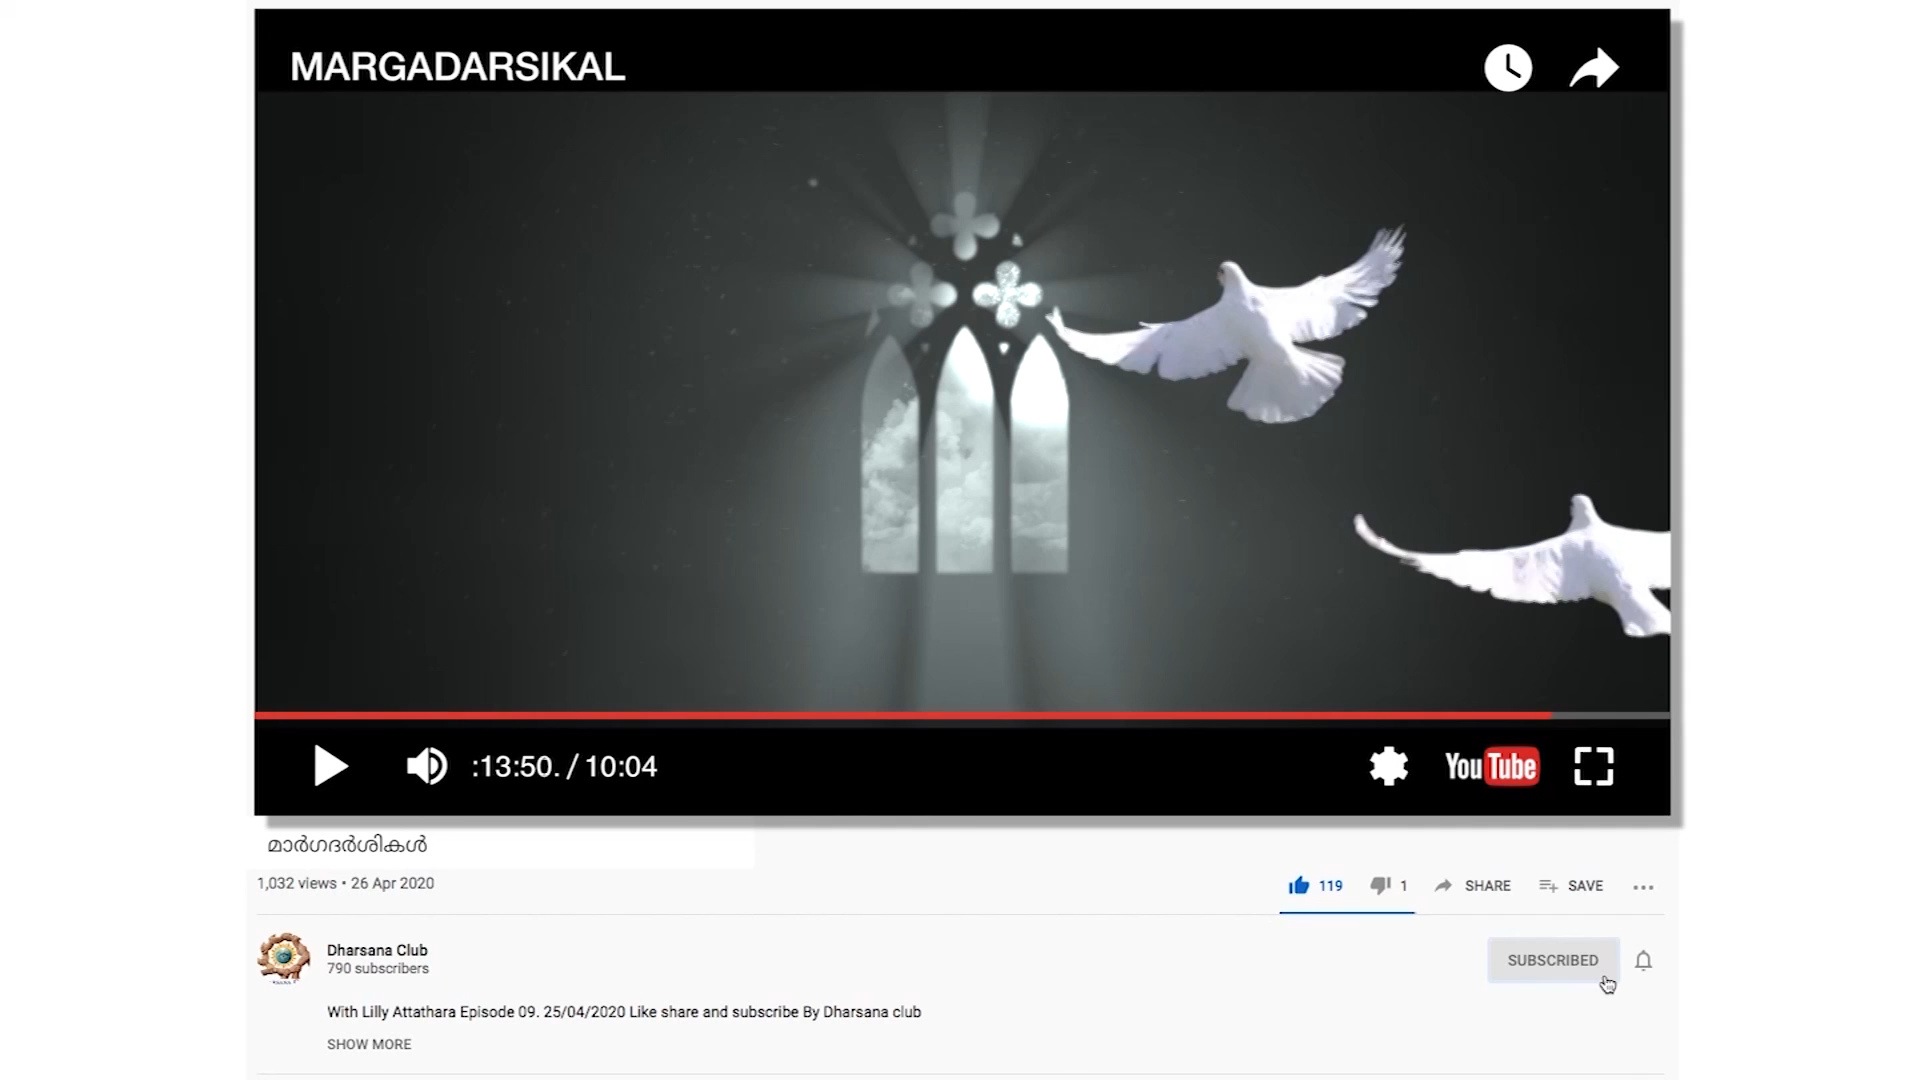 MARGADARSIKAL
:13:50. / 10:04
YouTube
മാർഗദർശികൾ
1,032 views • 26 Apr 2020
119 1 SHARE SAVE
Dharsana Club
790 subscribers
SUBSCRIBED
With Lilly Attathara Episode 09. 25/04/2020 Like share and subscribe By Dharsana club
SHOW MORE